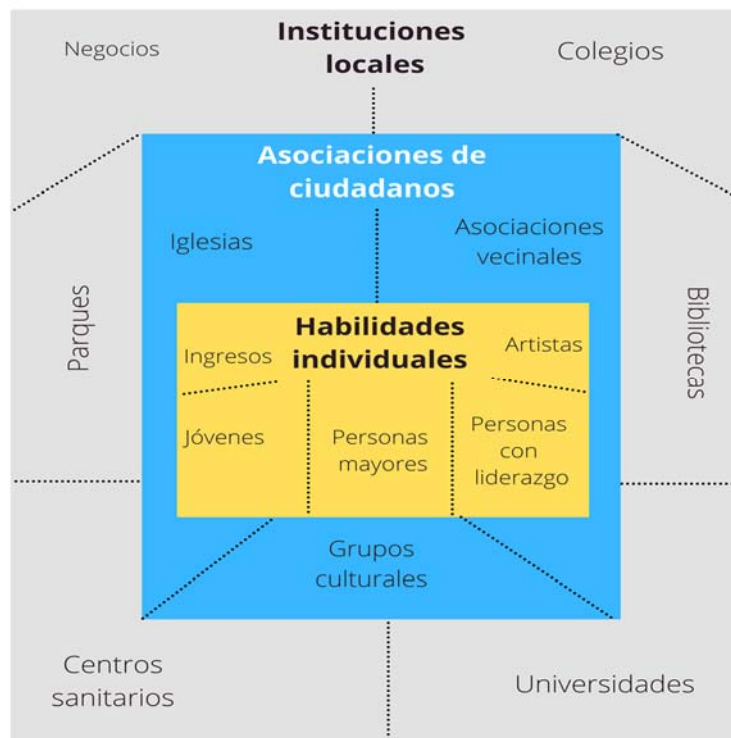 Negocios
Instituciones
locales
Colegios
Asociaciones de
ciudadanos
Iglesias
Asociaciones
vecinales
Parques
Bibliotecas
Habilidades
individuales
Ingresos
Artistas
Jóvenes
Personas
mayores
Personas
con
liderazgo
Grupos
culturales
Centros
sanitarios
Universidades